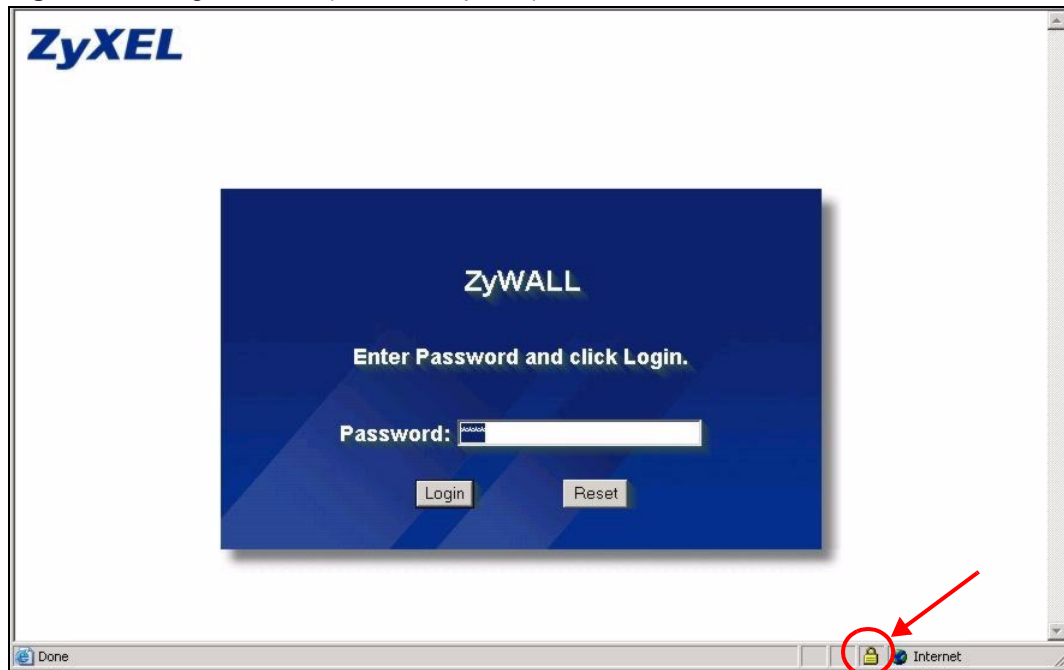 ZyXEL
ZyWALL
Enter Password and click Login.
Password: ****
Login Reset
Done Internet